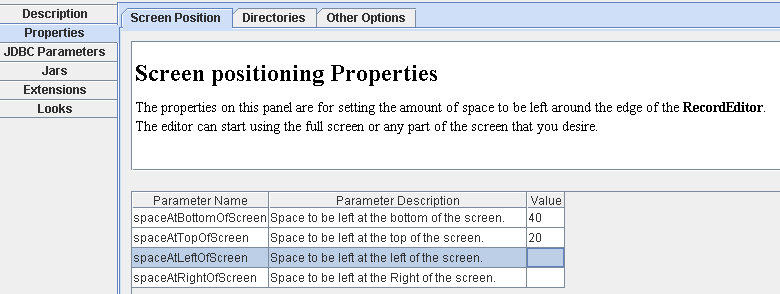 Description
Properties
JDBC Parameters
Jars
Extensions
Looks
Screen Position Directories Other Options
Screen positioning Properties
The properties on this panel are for setting the amount of space to be left around the edge of the RecordEditor.
The editor can start using the full screen or any part of the screen that you desire.
Parameter Name Parameter Description Value
spaceAtBottomOfScreen Space to be left at the bottom of the screen. 40
spaceAtTopOfScreen Space to be left at the top of the screen. 20
spaceAtLeftOfScreen Space to be left at the left of the screen.
spaceAtRightOfScreen Space to be left at the Right of the screen.